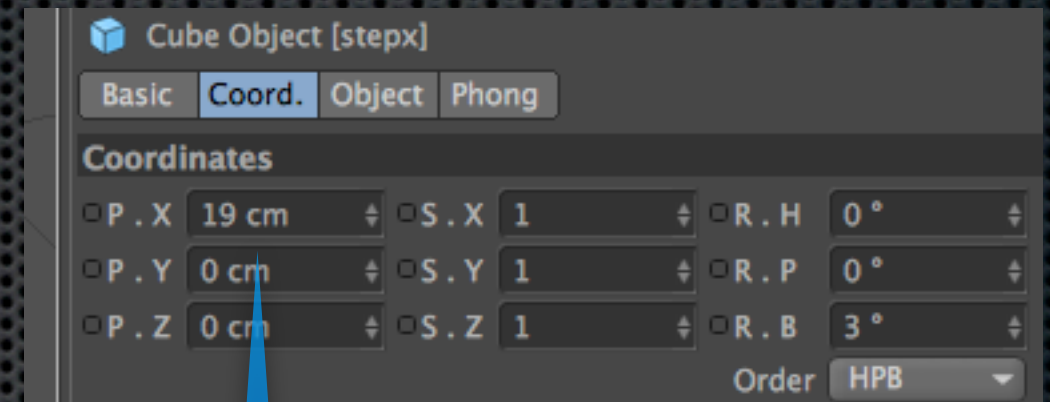 Cube Object [stepx]
Basic Coord. Object Phong
Coordinates
P . X 19 cm S . X 1 R . H 0 °
P . Y 0 cm S . Y 1 R . P 0 °
P . Z 0 cm S . Z 1 R . B 3 °
Order HPB